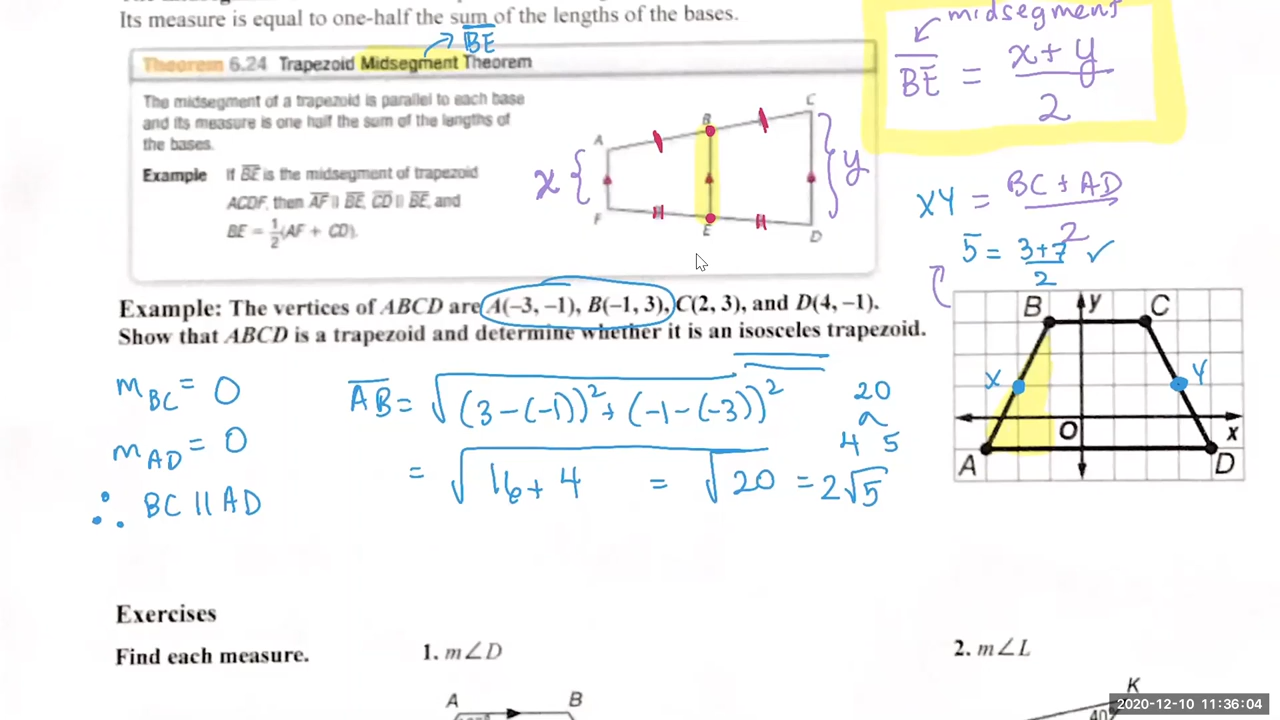 Its measure is equal to one-half the sum of the lengths of the bases.
BE
Theorem 6.24 Trapezoid Midsegment Theorem
The midsegment of a trapezoid is parallel to each base
and its measure is one half the sum of the lengths of
the bases.
Example If BE is the midsegment of trapezoid
ACDF, then AF || BE, CD || BE, and
BE = 1/2(AF + CD).
A B C
x { } y
F E D
midsegment
BE = x + y / 2
XY = BC + AD / 2
5 = 3+7 / 2 ✓
Example: The vertices of ABCD are A(–3, –1), B(–1, 3), C(2, 3), and D(4, –1).
Show that ABCD is a trapezoid and determine whether it is an isosceles trapezoid.
m BC = 0
m AD = 0
∴ BC || AD
AB = √(3-(-1))² + (-1-(-3))²
= √16 + 4 = √20 = 2√5
20
4 5
B y C
X Y
O x
A D
Exercises
Find each measure.
1. m∠D
2. m∠L
A B
K
40
2020-12-10 11:36:04